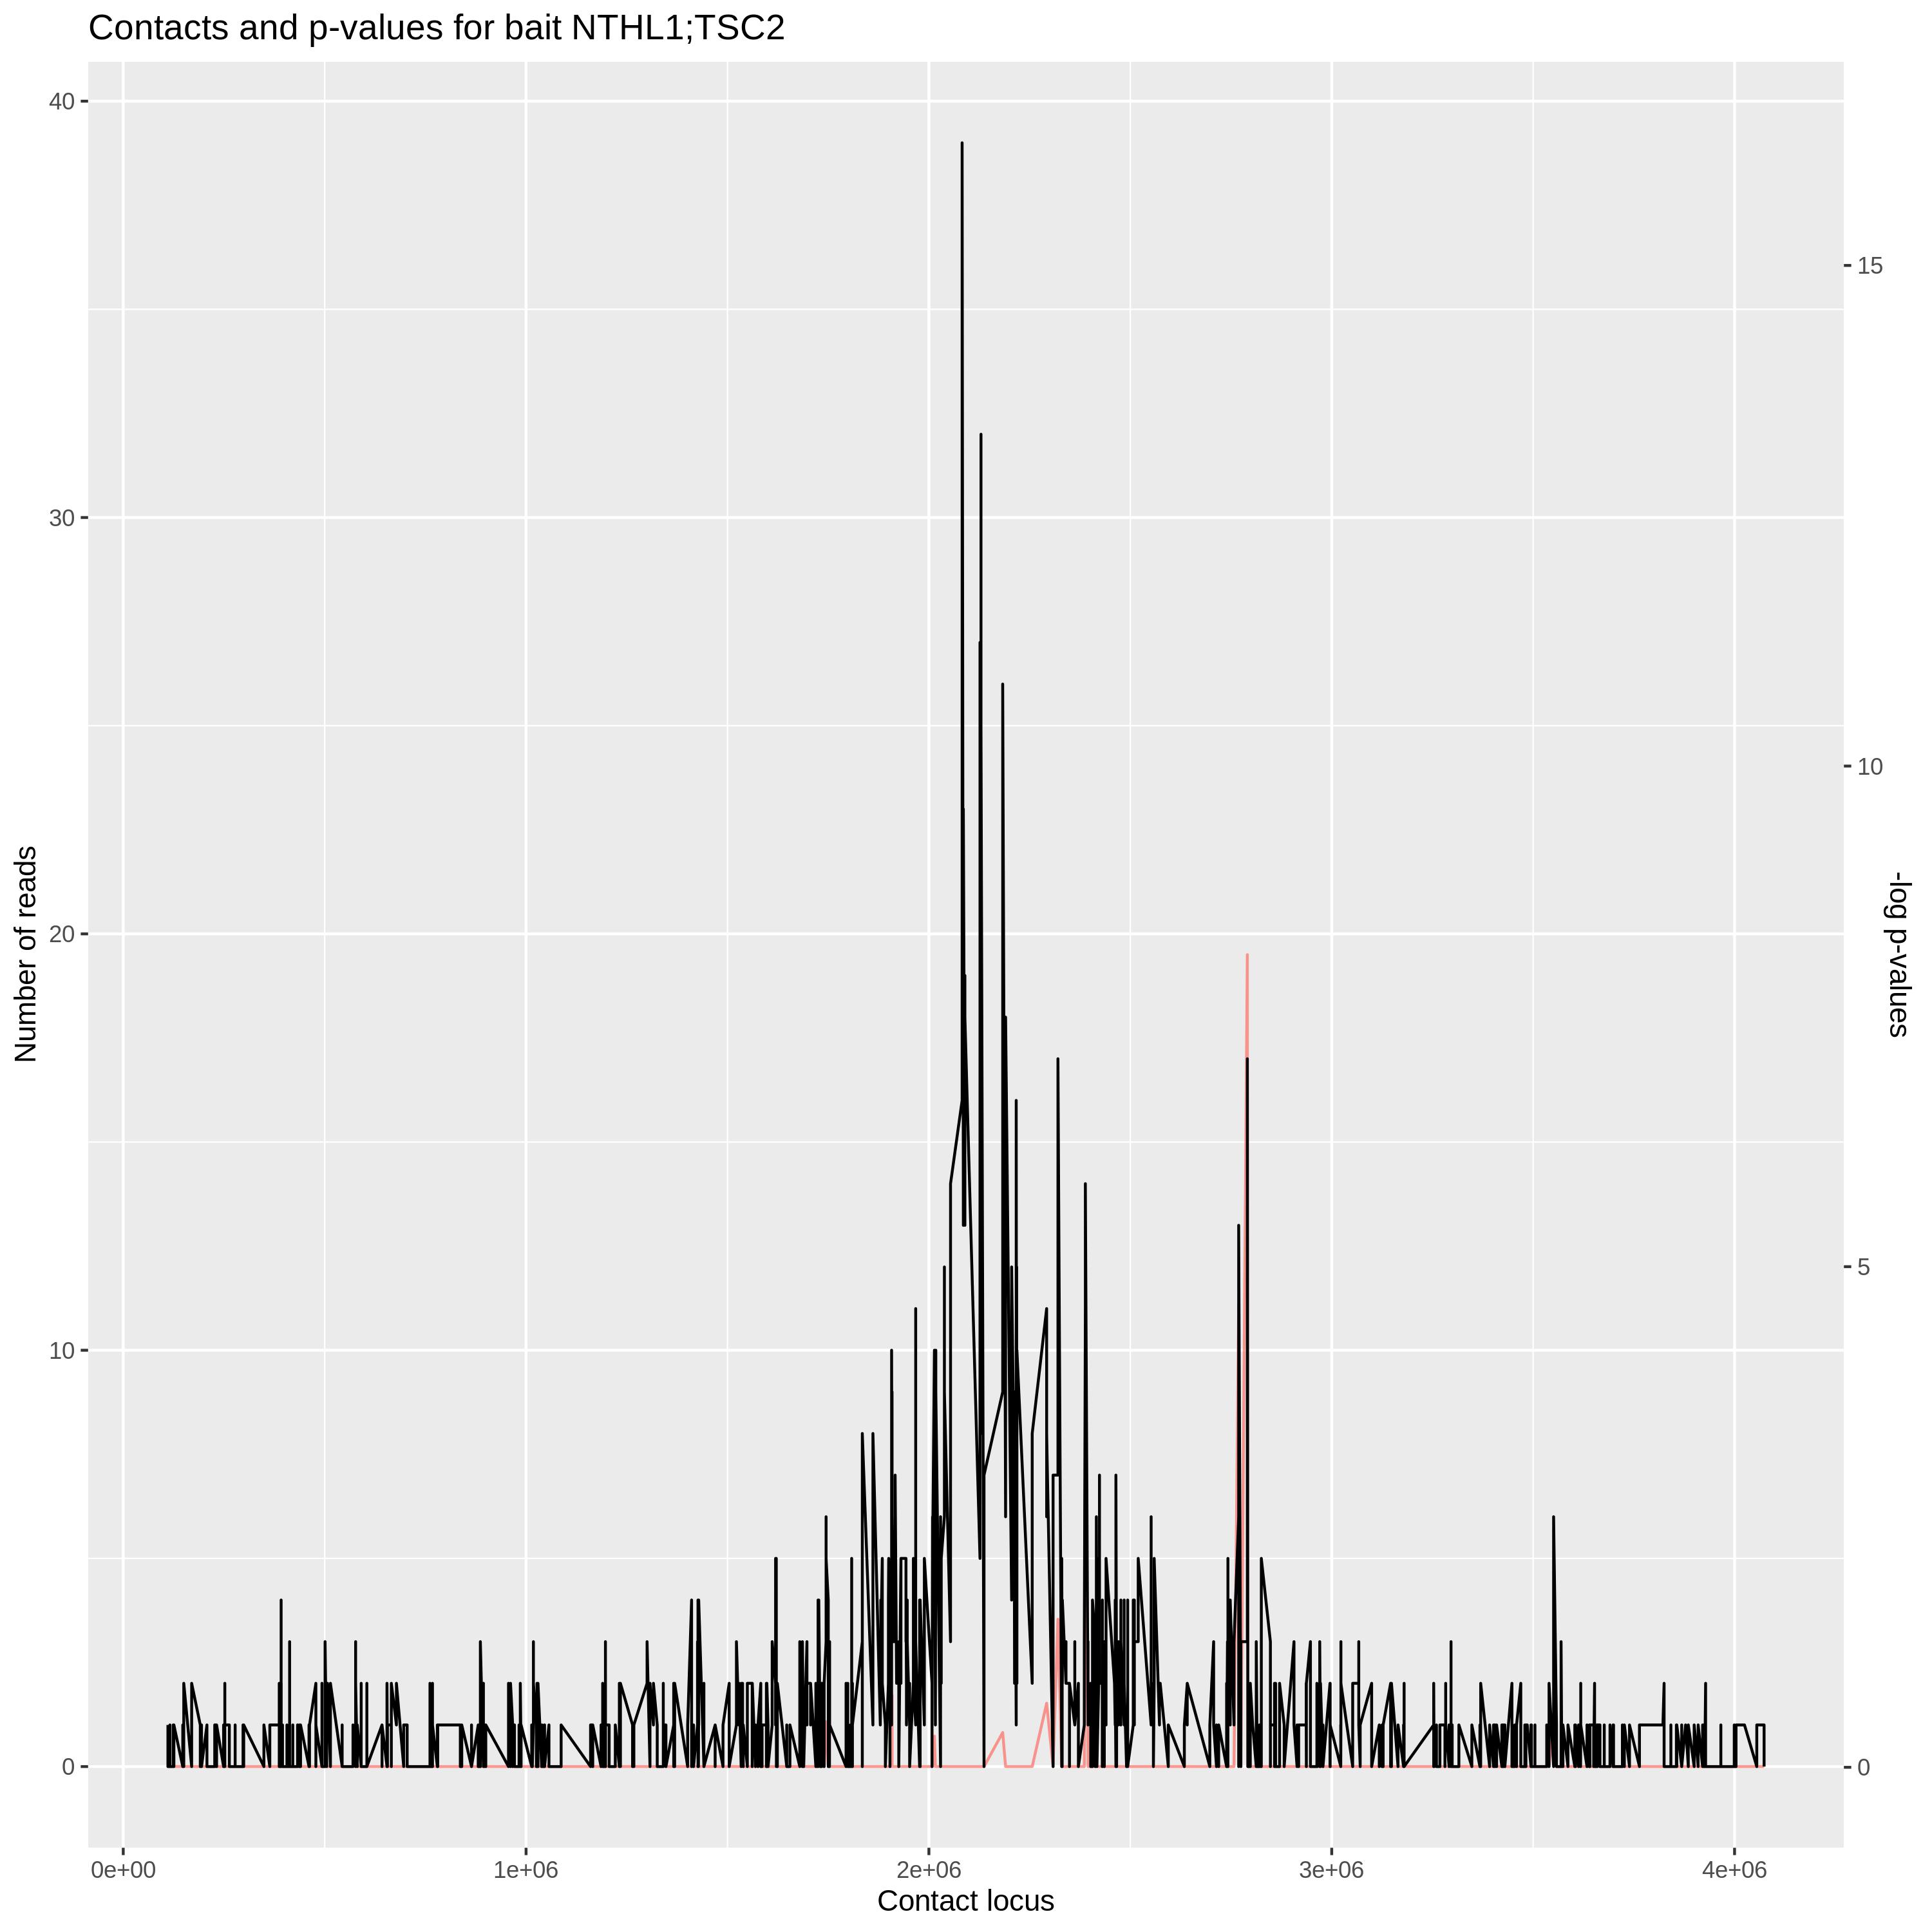 Contacts and p-values for bait NTHL1;TSC2
40
30
20
10
0
15
10
5
0
Number of reads
-log p-values
0e+00 1e+06 2e+06 3e+06 4e+06
Contact locus